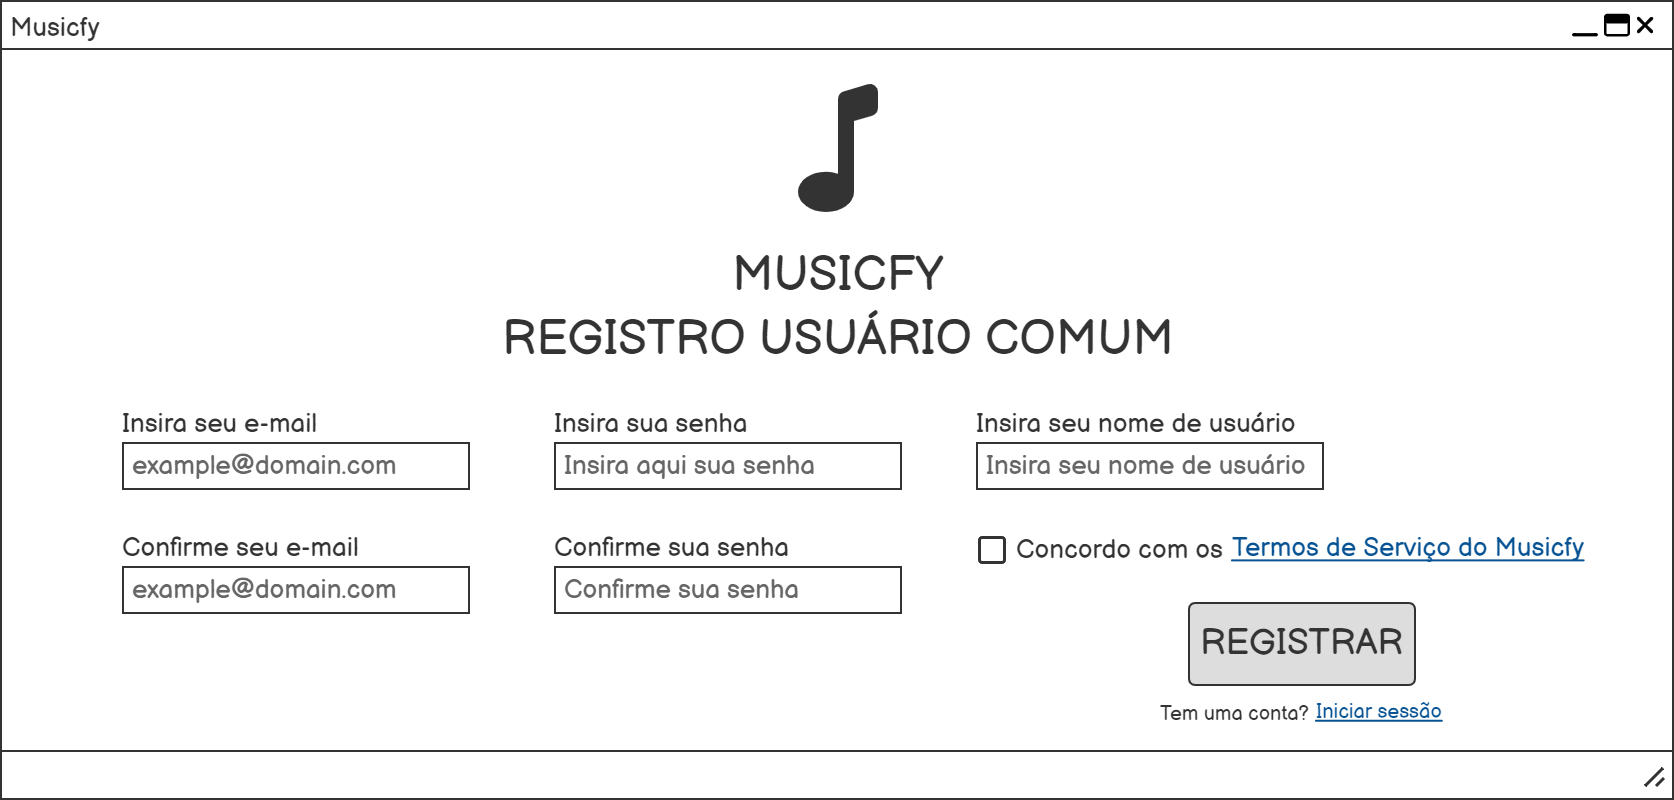 Musicfy
MUSICFY
REGISTRO USUÁRIO COMUM
Insira seu e-mail
example@domain.com
Insira sua senha
Insira aqui sua senha
Insira seu nome de usuário
Insira seu nome de usuário
Confirme seu e-mail
example@domain.com
Confirme sua senha
Confirme sua senha
Concordo com os Termos de Serviço do Musicfy
REGISTRAR
Tem uma conta? Iniciar sessão